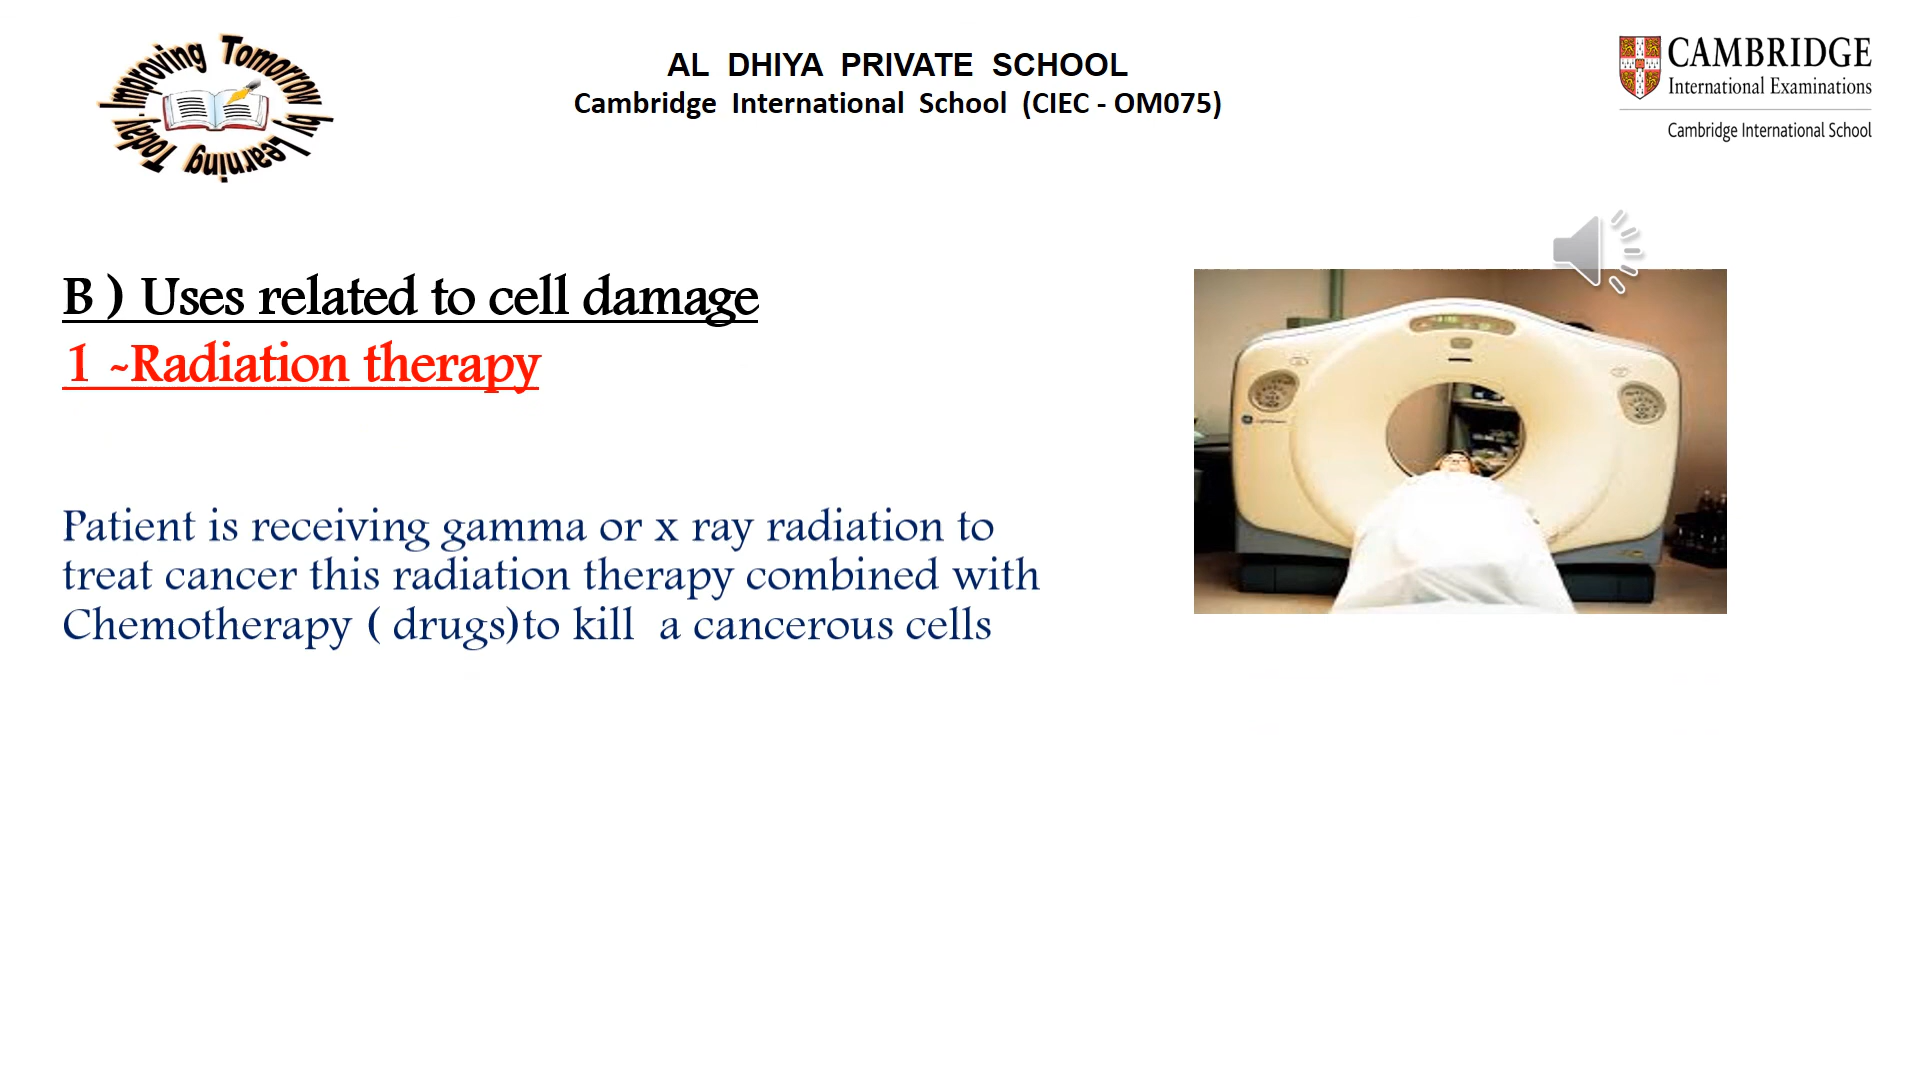 Improving Tomorrow by Learning Today.
AL DHIYA PRIVATE SCHOOL
Cambridge International School (CIEC - OM075)
CAMBRIDGE
International Examinations
Cambridge International School
B ) Uses related to cell damage
1 -Radiation therapy
Patient is receiving gamma or x ray radiation to
treat cancer this radiation therapy combined with
Chemotherapy ( drugs)to kill a cancerous cells